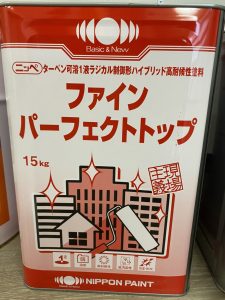 Basic & New
ニッペ ターペン可溶1液ラジカル制御形ハイブリッド高耐候性塗料
ファイン
パーフェクトトップ
15kg
NIPPON PAINT